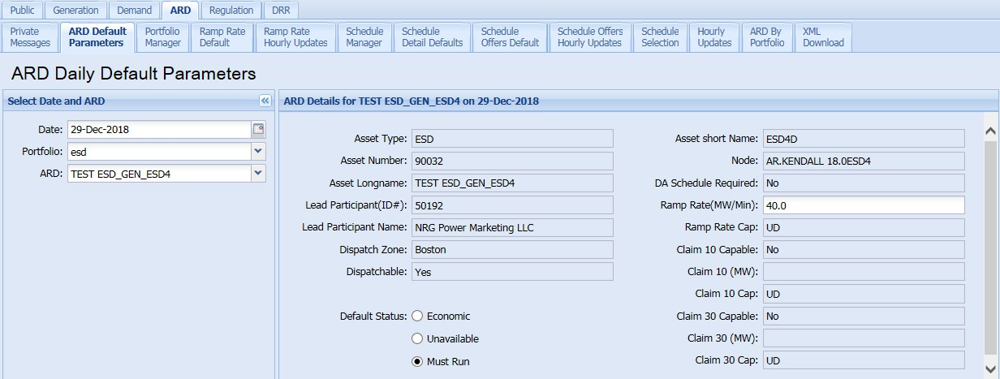 Public Generation Demand ARD Regulation DRR
Private Messages ARD Default Parameters Portfolio Manager Ramp Rate Default Ramp Rate Hourly Updates Schedule Manager Schedule Detail Defaults Schedule Offers Default Schedule Offers Hourly Updates Schedule Selection Hourly Updates ARD By Portfolio XML Download
ARD Daily Default Parameters
Select Date and ARD
Date: 29-Dec-2018
Portfolio: esd
ARD: TEST ESD_GEN_ESD4
ARD Details for TEST ESD_GEN_ESD4 on 29-Dec-2018
Asset Type: ESD
Asset Number: 90032
Asset Longname: TEST ESD_GEN_ESD4
Lead Participant(ID#): 50192
Lead Participant Name: NRG Power Marketing LLC
Dispatch Zone: Boston
Dispatchable: Yes
Default Status: Economic
Unavailable
Must Run
Asset short Name: ESD4D
Node: AR.KENDALL 18.0ESD4
DA Schedule Required: No
Ramp Rate(MW/Min): 40.0
Ramp Rate Cap: UD
Claim 10 Capable: No
Claim 10 (MW):
Claim 10 Cap: UD
Claim 30 Capable: No
Claim 30 (MW):
Claim 30 Cap: UD